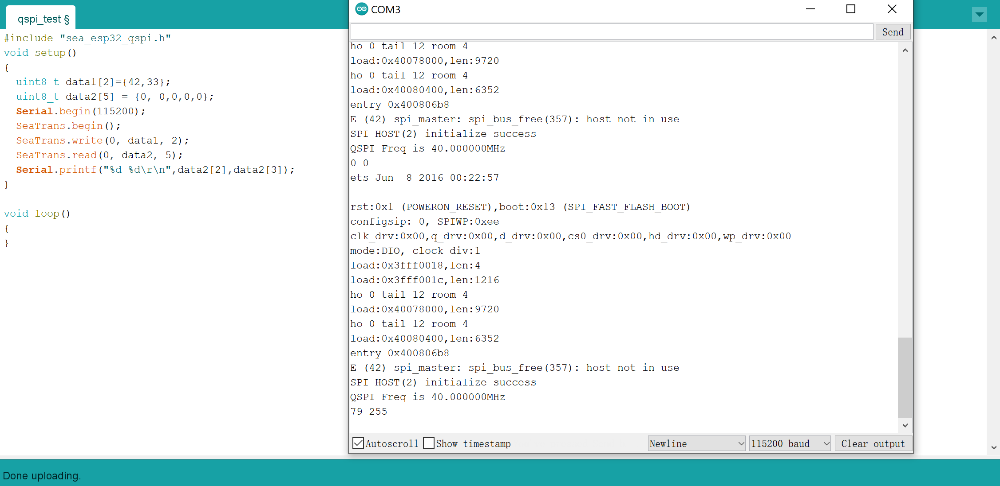 qspi_test §
#include "sea_esp32_qspi.h"
void setup()
{
  uint8_t data1[2]={42,33};
  uint8_t data2[5] = {0, 0,0,0,0};
  Serial.begin(115200);
  SeaTrans.begin();
  SeaTrans.write(0, data1, 2);
  SeaTrans.read(0, data2, 5);
  Serial.printf("%d %d\r\n",data2[2],data2[3]);
}
void loop()
{
}
COM3
Send
ho 0 tail 12 room 4
load:0x40078000,len:9720
ho 0 tail 12 room 4
load:0x40080400,len:6352
entry 0x400806b8
E (42) spi_master: spi_bus_free(357): host not in use
SPI HOST(2) initialize success
QSPI Freq is 40.000000MHz
0 0
ets Jun  8 2016 00:22:57
rst:0x1 (POWERON_RESET),boot:0x13 (SPI_FAST_FLASH_BOOT)
configsip: 0, SPIWP:0xee
clk_drv:0x00,q_drv:0x00,d_drv:0x00,cs0_drv:0x00,hd_drv:0x00,wp_drv:0x00
mode:DIO, clock div:1
load:0x3fff0018,len:4
load:0x3fff001c,len:1216
ho 0 tail 12 room 4
load:0x40078000,len:9720
ho 0 tail 12 room 4
load:0x40080400,len:6352
entry 0x400806b8
E (42) spi_master: spi_bus_free(357): host not in use
SPI HOST(2) initialize success
QSPI Freq is 40.000000MHz
79 255
Autoscroll Show timestamp Newline 115200 baud Clear output
Done uploading.